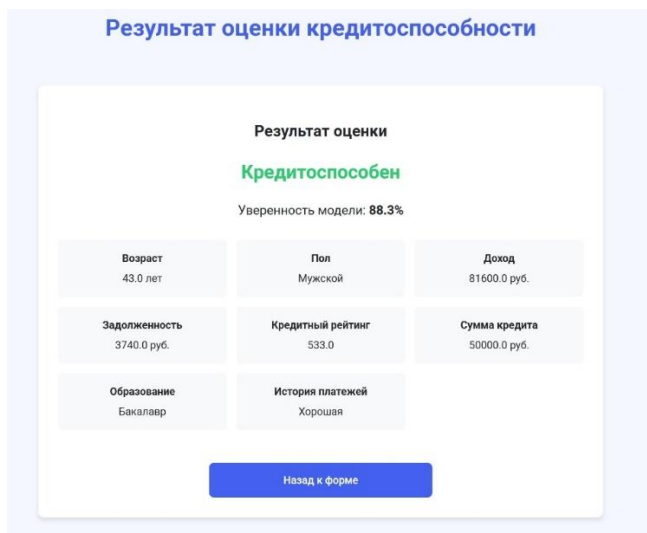 Результат оценки кредитоспособности
Результат оценки
Кредитоспособен
Уверенность модели: 88.3%
Возраст
43.0 лет
Пол
Мужской
Доход
81600.0 руб.
Задолженность
3740.0 руб.
Кредитный рейтинг
533.0
Сумма кредита
50000.0 руб.
Образование
Бакалавр
История платежей
Хорошая
Назад к форме